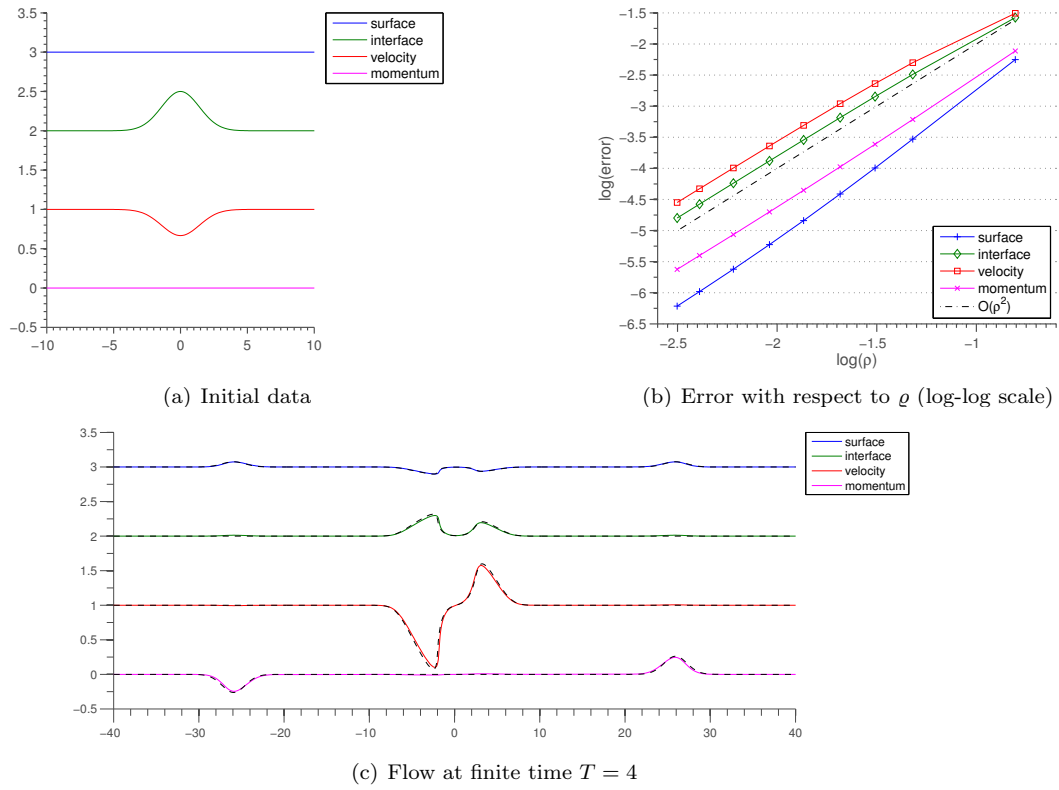 3.5
3
2.5
2
1.5
1
0.5
0
−0.5
−10
−5
0
5
10
surface
interface
velocity
momentum
(a) Initial data
−1.5
−2
−2.5
−3
−3.5
−4
−4.5
−5
−5.5
−6
−6.5
log(error)
−2.5
−2
−1.5
−1
log(ρ)
surface
interface
velocity
momentum
O(ρ²)
(b) Error with respect to ϱ (log-log scale)
3.5
3
2.5
2
1.5
1
0.5
0
−0.5
−40
−30
−20
−10
0
10
20
30
40
surface
interface
velocity
momentum
(c) Flow at finite time T = 4